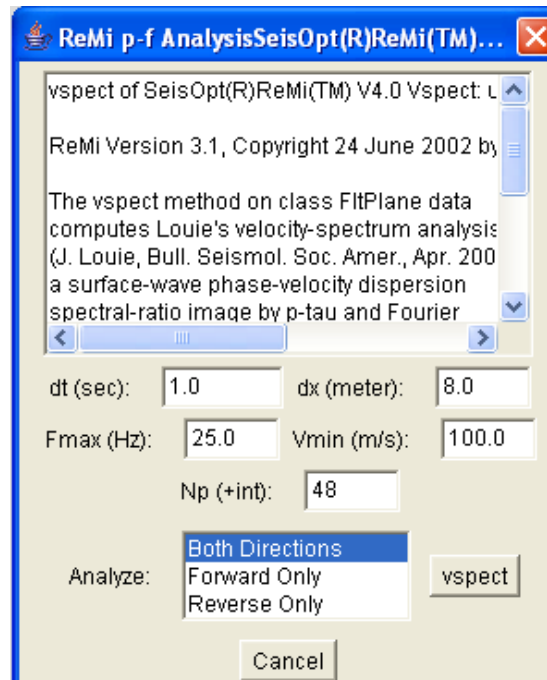 ReMi p-f AnalysisSeisOpt(R)ReMi(TM)...
vspect of SeisOpt(R)ReMi(TM) V4.0 Vspect:
ReMi Version 3.1, Copyright 24 June 2002 by
The vspect method on class FltPlane data
computes Louie's velocity-spectrum analysis
(J. Louie, Bull. Seismol. Soc. Amer., Apr. 200
a surface-wave phase-velocity dispersion
spectral-ratio image by p-tau and Fourier
dt (sec): 1.0 dx (meter): 8.0
Fmax (Hz): 25.0 Vmin (m/s): 100.0
Np (+int): 48
Both Directions
Analyze: Forward Only vspect
Reverse Only
Cancel